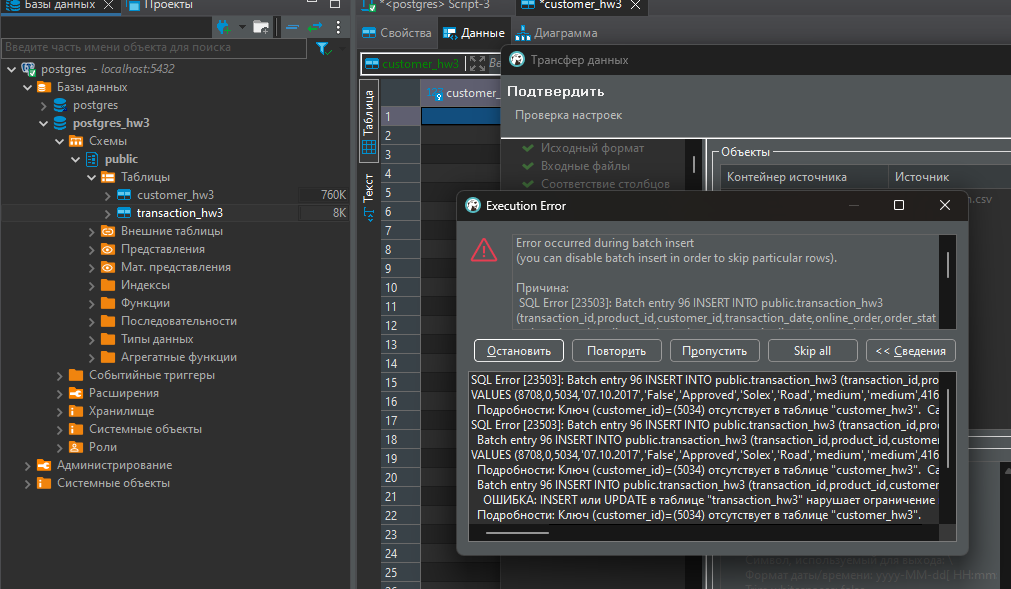 Базы данных
Проекты
*<postgres> Script-3
*customer_hw3
Введите часть имени объекта для поиска
postgres - localhost:5432
Базы данных
postgres
postgres_hw3
Схемы
public
Таблицы
customer_hw3 760K
transaction_hw3 8K
Внешние таблицы
Представления
Мат. представления
Индексы
Функции
Последовательности
Типы данных
Агрегатные функции
Событийные триггеры
Расширения
Хранилище
Системные объекты
Роли
Администрирование
Системные объекты
Свойства
Данные
Диаграмма
customer_hw3
Таблица
Текст
customer_
1
2
3
4
5
6
7
8
9
10
11
12
13
14
15
16
17
18
19
20
21
22
23
24
25
Трансфер данных
Подтвердить
Проверка настроек
Исходный формат
Входные файлы
Соответствие столбцов
Объекты
Контейнер источника
Источник
.csv
Execution Error
Error occurred during batch insert
(you can disable batch insert in order to skip particular rows).
Причина:
SQL Error [23503]: Batch entry 96 INSERT INTO public.transaction_hw3
(transaction_id,product_id,customer_id,transaction_date,online_order,order_stat
Остановить
Повторить
Пропустить
Skip all
<< Сведения
SQL Error [23503]: Batch entry 96 INSERT INTO public.transaction_hw3 (transaction_id,pro
VALUES (8708,0,5034,'07.10.2017','False','Approved','Solex','Road','medium','medium',416
Подробности: Ключ (customer_id)=(5034) отсутствует в таблице "customer_hw3". Са
SQL Error [23503]: Batch entry 96 INSERT INTO public.transaction_hw3 (transaction_id,pro
Batch entry 96 INSERT INTO public.transaction_hw3 (transaction_id,product_id,custome
VALUES (8708,0,5034,'07.10.2017','False','Approved','Solex','Road','medium','medium',416
Подробности: Ключ (customer_id)=(5034) отсутствует в таблице "customer_hw3". Са
Batch entry 96 INSERT INTO public.transaction_hw3 (transaction_id,product_id,custome
ОШИБКА: INSERT или UPDATE в таблице "transaction_hw3" нарушает ограничение
Подробности: Ключ (customer_id)=(5034) отсутствует в таблице "customer_hw3".
Символ, используемый для выхода: \
Формат даты/времени: yyyy-MM-dd[ HH:mm